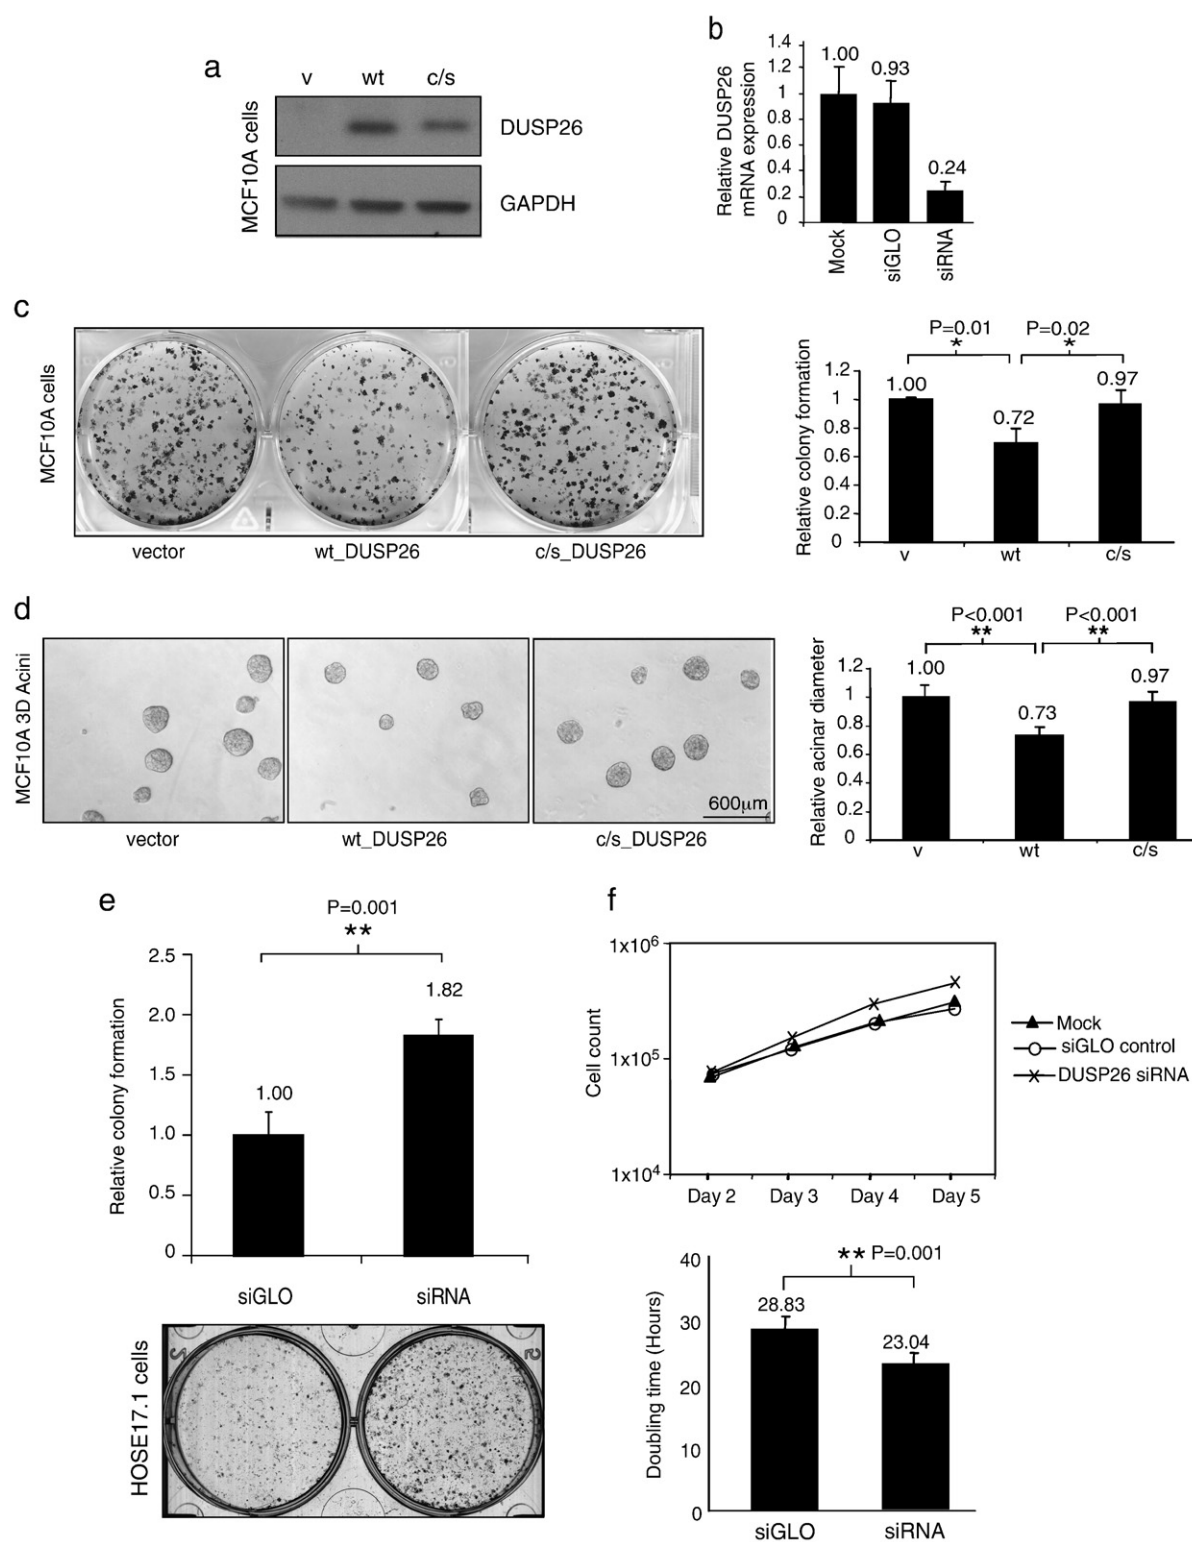 a
v wt c/s
MCF10A cells
DUSP26
GAPDH
b
Relative DUSP26
mRNA expression
1.4
1.2
1
0.8
0.6
0.4
0.2
0
1.00
0.93
0.24
Mock
siGLO
siRNA
c
MCF10A cells
vector wt_DUSP26 c/s_DUSP26
P=0.01 P=0.02
* *
Relative colony formation
1.2
1
0.8
0.6
0.4
0.2
0
1.00
0.72
0.97
v wt c/s
d
MCF10A 3D Acini
600µm
vector wt_DUSP26 c/s_DUSP26
P<0.001 P<0.001
** **
Relative acinar diameter
1.2
1
0.8
0.6
0.4
0.2
0
1.00
0.73
0.97
v wt c/s
e
P=0.001
**
Relative colony formation
2.5
2.0
1.5
1.0
0.5
0
1.00
1.82
siGLO siRNA
HOSE17.1 cells
f
Cell count
1x10⁶
1x10⁵
1x10⁴
Day 2 Day 3 Day 4 Day 5
Mock
siGLO control
DUSP26 siRNA
** P=0.001
Doubling time (Hours)
40
30
20
10
0
28.83
23.04
siGLO siRNA